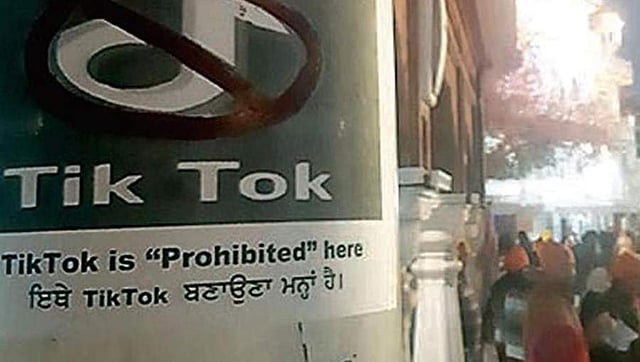 Tik Tok
TikTok is “Prohibited” here
ਇਥੇ TikTok ਬਣਾਉਣਾ ਮਨ੍ਹਾਂ ਹੈ।